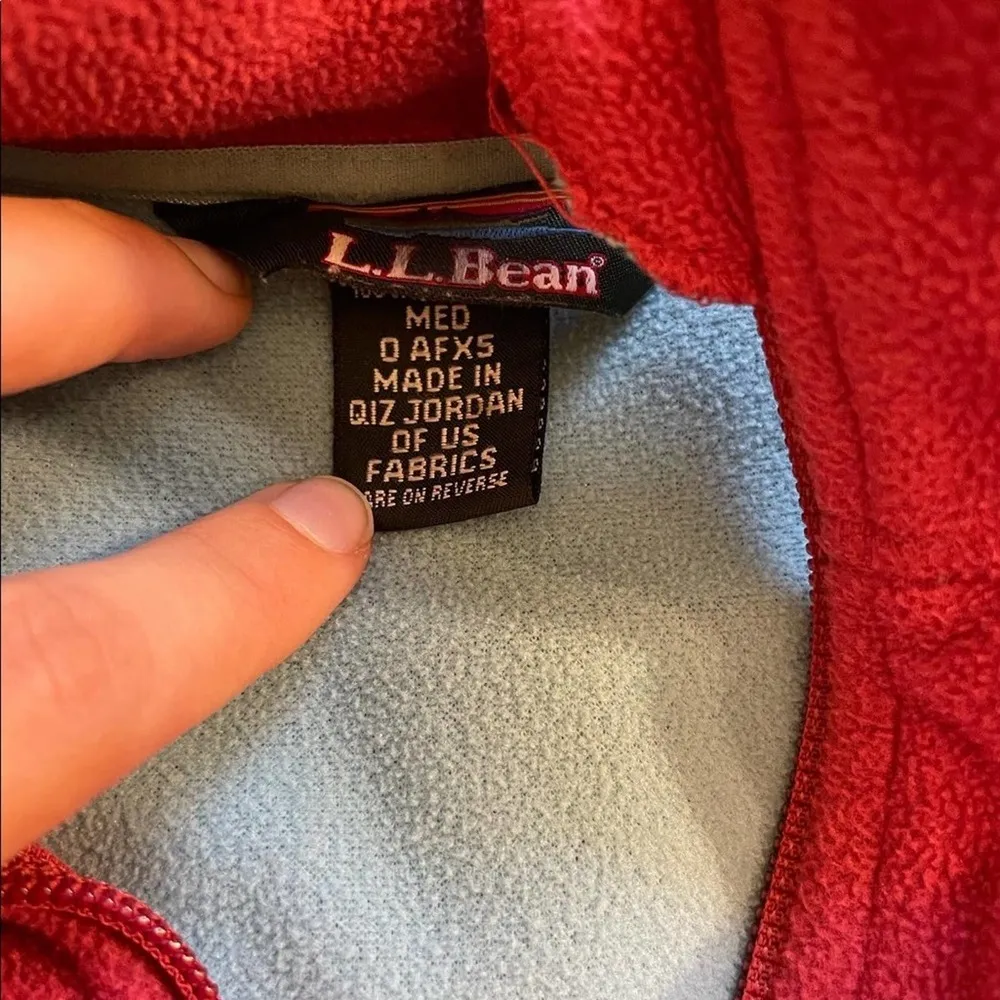 L.L.Bean®
MED
0 AFX5
MADE IN
QIZ JORDAN
OF US
FABRICS
ARE ON REVERSE